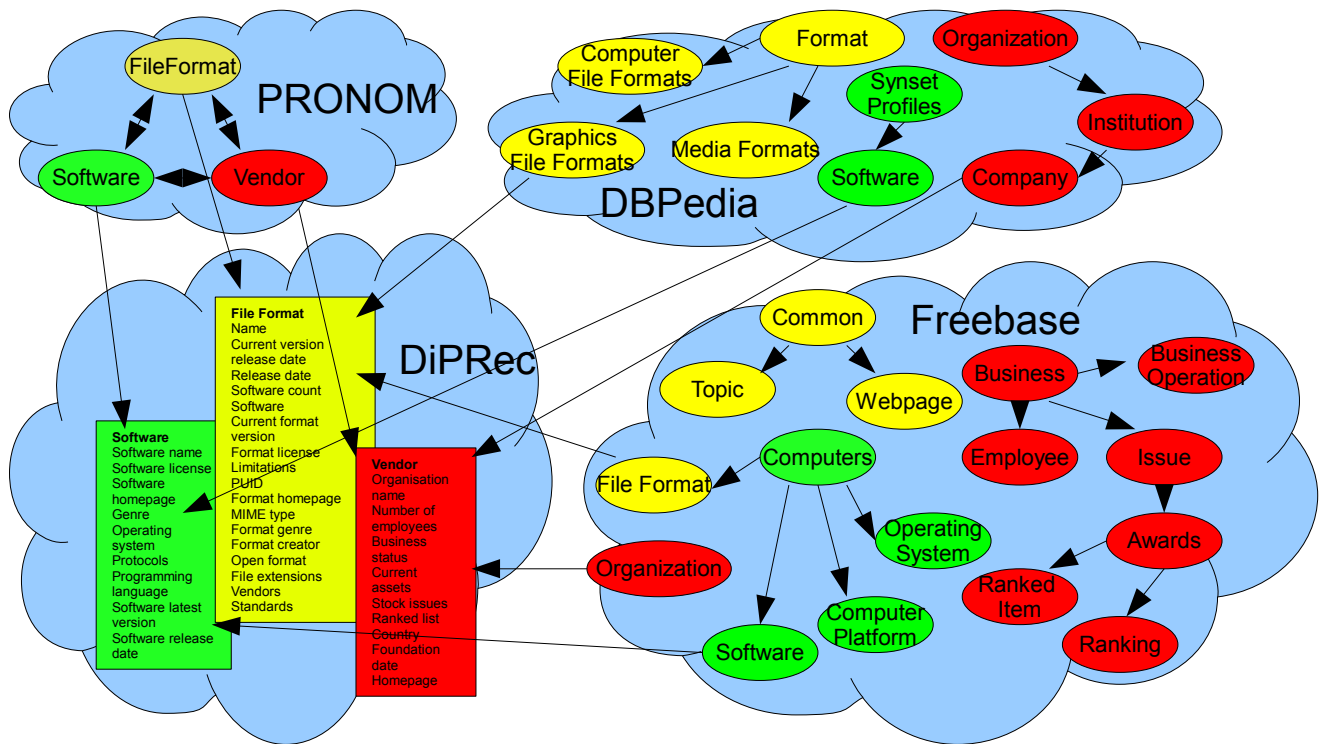 FileFormat
PRONOM
Software
Vendor
Computer
File Formats
Format
Organization
Synset
Profiles
Institution
Graphics
File Formats
Media Formats
Software
Company
DBPedia
DiPRec
File Format
Name
Current version
release date
Release date
Software count
Software
Current format
version
Format license
Limitations
PUID
Format homepage
MIME type
Format genre
Format creator
Open format
File extensions
Vendors
Standards
Software
Software name
Software license
Software
homepage
Genre
Operating
system
Protocols
Programming
language
Software latest
version
Software release
date
Vendor
Organisation
name
Number of
employees
Business
status
Current
assets
Stock issues
Ranked list
Country
Foundation
date
Homepage
Common
Freebase
Topic
Webpage
Business
Business
Operation
File Format
Computers
Employee
Issue
Organization
Operating
System
Awards
Ranked
Item
Software
Computer
Platform
Ranking